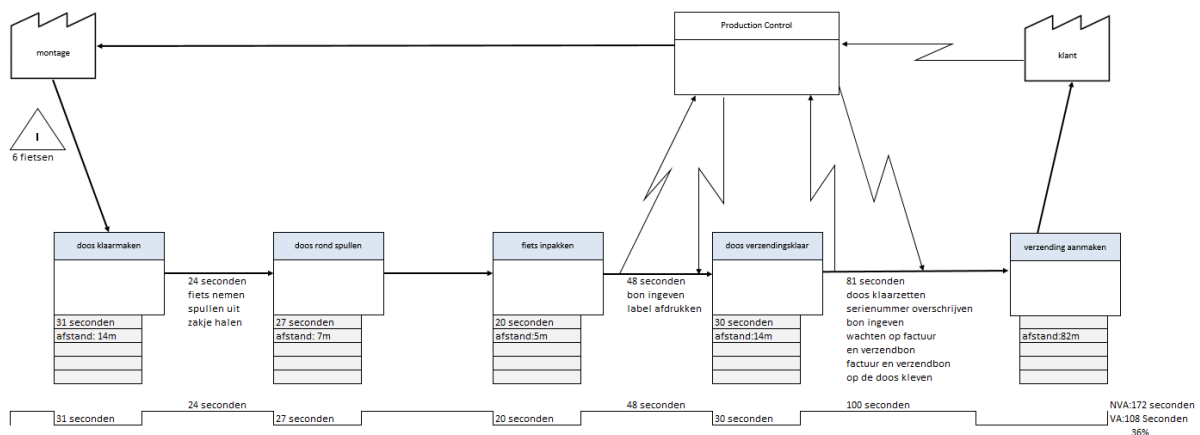 montage
Production Control
klant
I
6 fietsen
doos klaarmaken
doos rond spullen
fiets inpakken
doos verzendingsklaar
verzending aanmaken
24 seconden
fiets nemen
spullen uit
zakje halen
48 seconden
bon ingeven
label afdrukken
81 seconden
doos klaarzetten
serienummer overschrijven
bon ingeven
wachten op factuur
en verzendbon
factuur en verzendbon
op de doos kleven
31 seconden
afstand: 14m
27 seconden
afstand: 7m
20 seconden
afstand:5m
30 seconden
afstand:14m
afstand:82m
24 seconden
48 seconden
100 seconden
NVA:172 seconden
31 seconden
27 seconden
20 seconden
30 seconden
VA:108 Seconden
36%